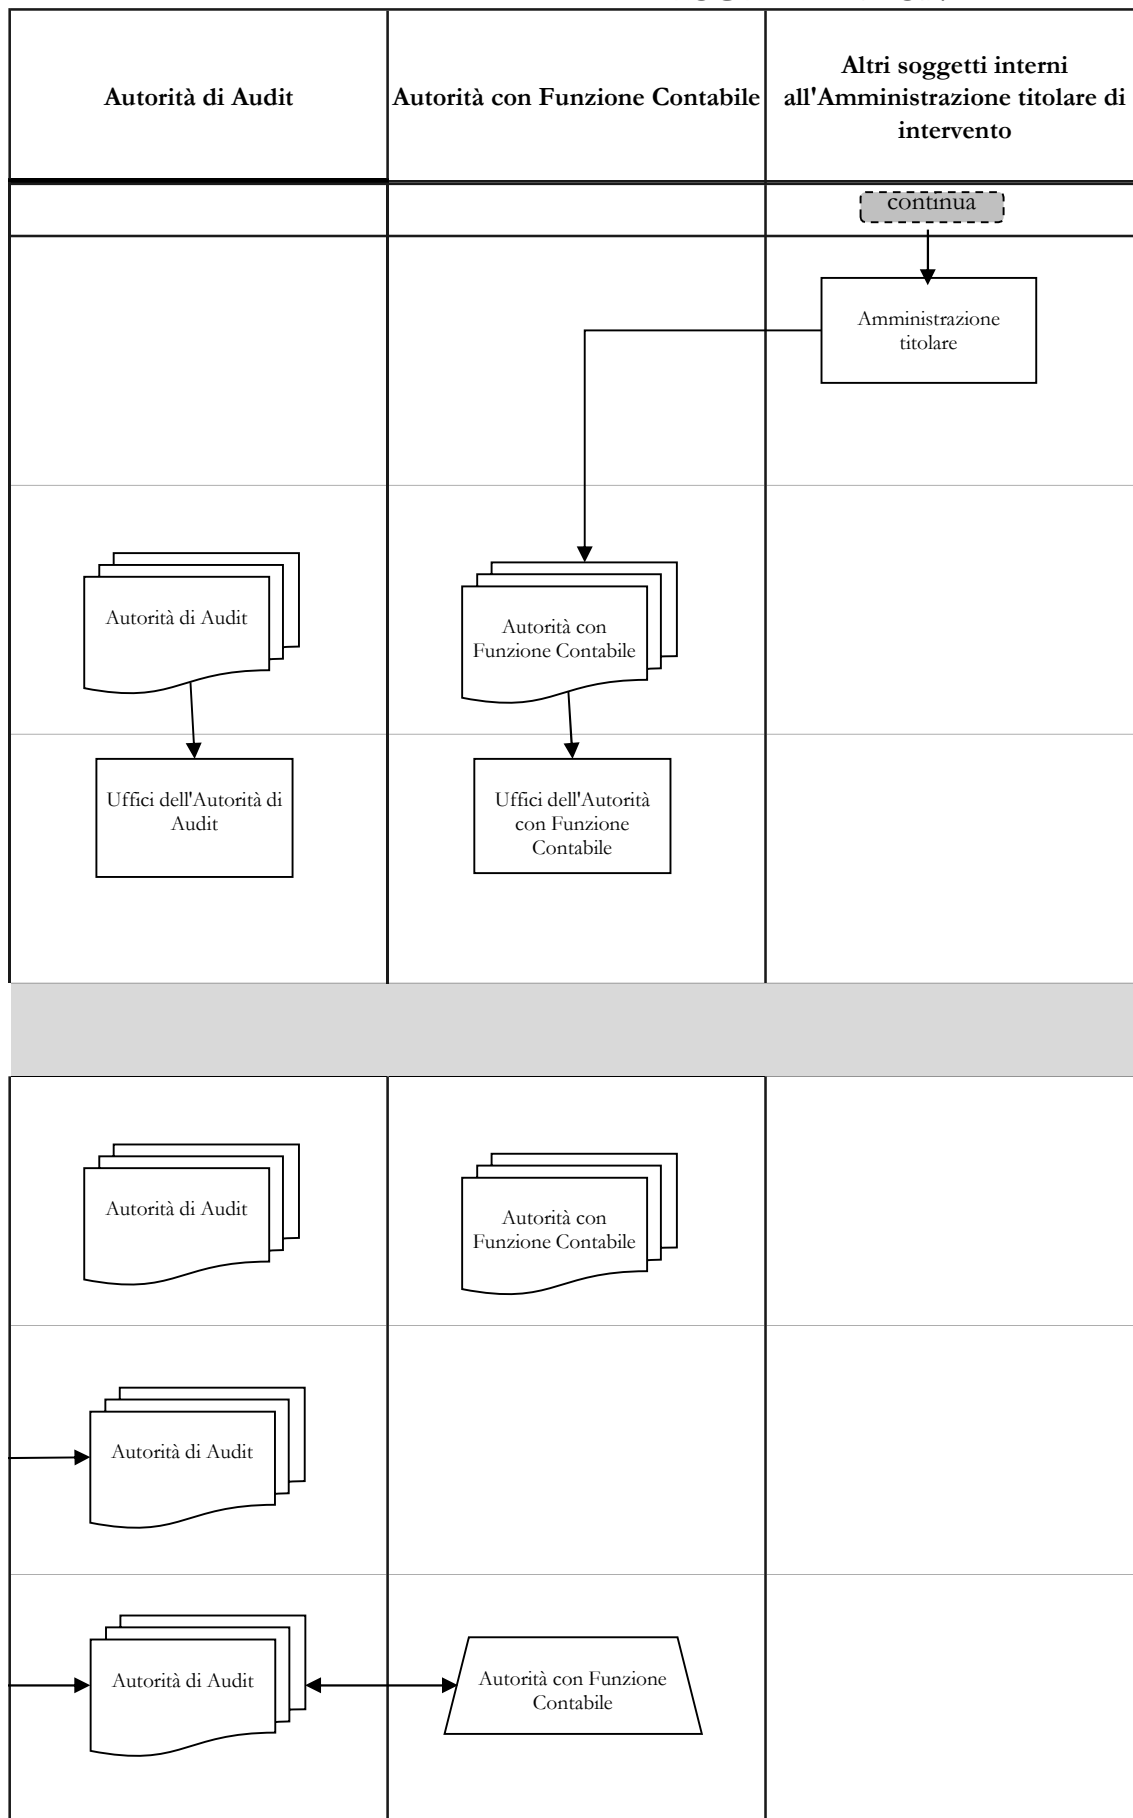 Autorità di Audit
Autorità con Funzione Contabile
Altri soggetti interni
all'Amministrazione titolare di
intervento
continua
Amministrazione
titolare
Autorità di Audit
Autorità con
Funzione Contabile
Uffici dell'Autorità di
Audit
Uffici dell'Autorità
con Funzione
Contabile
Autorità di Audit
Autorità con
Funzione Contabile
Autorità di Audit
Autorità di Audit
Autorità con Funzione
Contabile